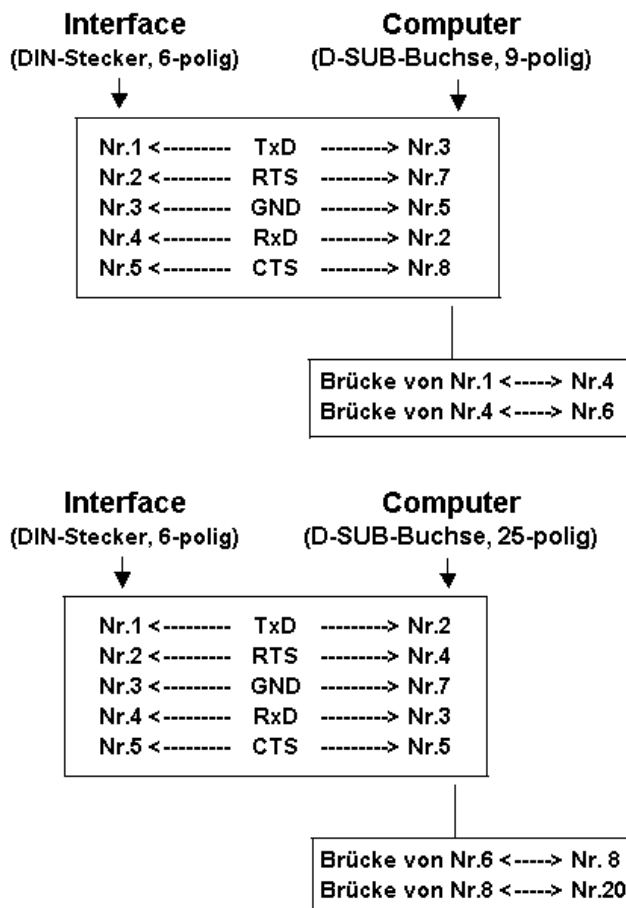 Interface Computer
(DIN-Stecker, 6-polig) (D-SUB-Buchse, 9-polig)
Nr.1 <--------- TxD ---------> Nr.3
Nr.2 <--------- RTS ---------> Nr.7
Nr.3 <--------- GND ---------> Nr.5
Nr.4 <--------- RxD ---------> Nr.2
Nr.5 <--------- CTS ---------> Nr.8
Brücke von Nr.1 <-----> Nr.4
Brücke von Nr.4 <-----> Nr.6
Interface Computer
(DIN-Stecker, 6-polig) (D-SUB-Buchse, 25-polig)
Nr.1 <--------- TxD ---------> Nr.2
Nr.2 <--------- RTS ---------> Nr.4
Nr.3 <--------- GND ---------> Nr.7
Nr.4 <--------- RxD ---------> Nr.3
Nr.5 <--------- CTS ---------> Nr.5
Brücke von Nr.6 <-----> Nr. 8
Brücke von Nr.8 <-----> Nr.20